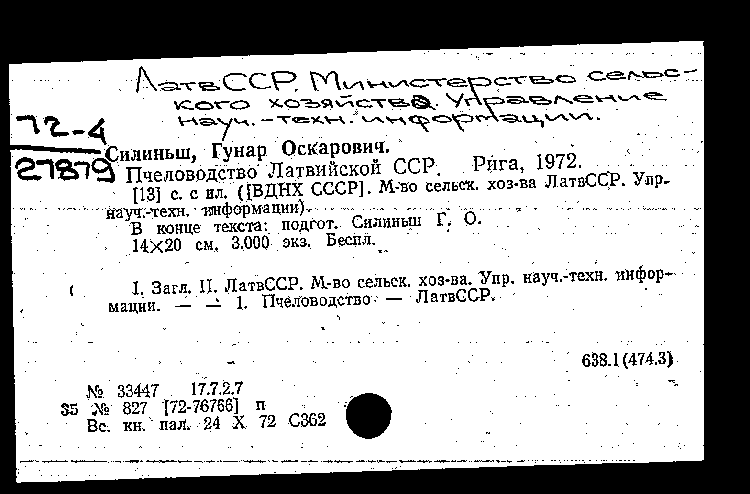 ЛатвССР. Министерство сельс-
кого хозяйства. Управление
науч.-техн. информации.
72-4
27879
Силиньш, Гунар Оскарович.
Пчеловодство Латвийской ССР. Рига, 1972.
[13] с. с ил. ([ВДНХ СССР]. М-во сельск. хоз-ва ЛатвССР. Упр.
науч.-техн. информации).
В конце текста: подгот. Силиньш Г. О.
14×20 см. 3.000 экз. Беспл.
I. Загл. II. ЛатвССР. М-во сельск. хоз-ва. Упр. науч.-техн. инфор-
мации. — — 1. Пчеловодство — ЛатвССР.
638.1(474.3)
№ 33447 17.7.2.7
35 № 827 [72-76766] п
Вс. кн. пал. 24 X 72 С362